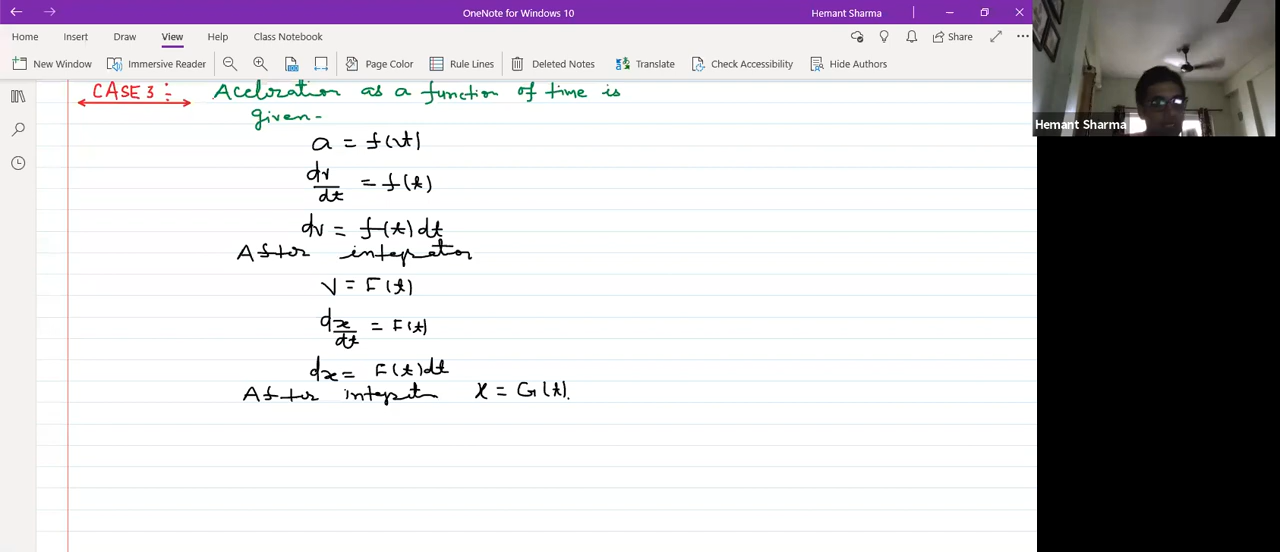 OneNote for Windows 10
Hemant Sharma
Home Insert Draw View Help Class Notebook
Share
New Window Immersive Reader Page Color Rule Lines Deleted Notes Translate Check Accessibility Hide Authors
CASE 3 :- Aceloration as a function of time is
given-
a = f(t)
dv/dt = f(t)
dv = f(t) dt
After integration
V = F(t)
dx/dt = F(t)
dx = F(t) dt
After x = G(t).
Hemant Sharma